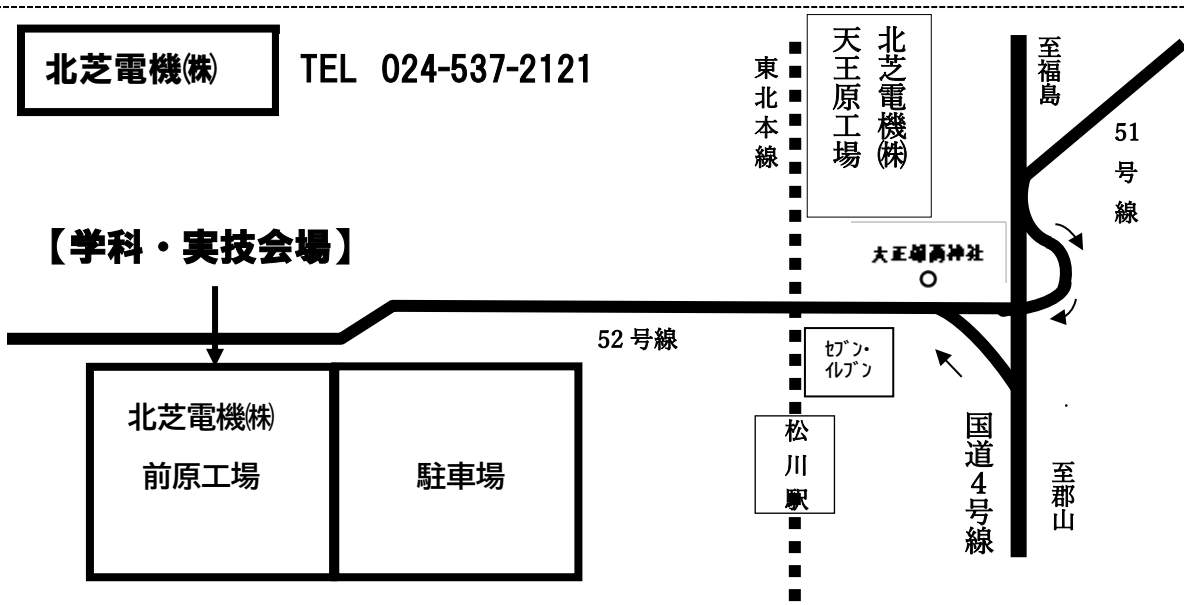 北芝電機㈱
TEL 024-537-2121
【学科・実技会場】
東北本線
北芝電機㈱
天王原工場
至福島
51号線
52号線
セブン・
イレブン
北芝電機㈱
前原工場
駐車場
松川駅
国道4号線
至郡山